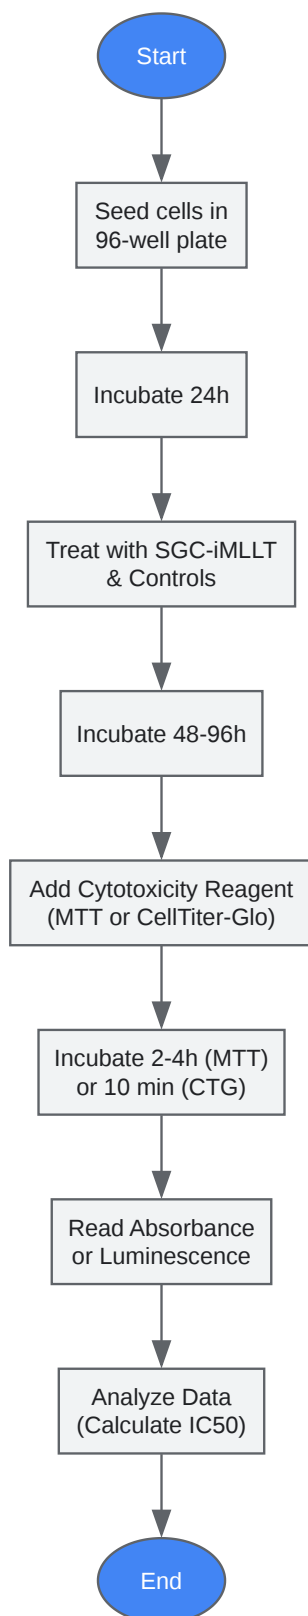 Start
Seed cells in
96-well plate
Incubate 24h
Treat with SGC-iMLLT
& Controls
Incubate 48-96h
Add Cytotoxicity Reagent
(MTT or CellTiter-Glo)
Incubate 2-4h (MTT)
or 10 min (CTG)
Read Absorbance
or Luminescence
Analyze Data
(Calculate IC50)
End